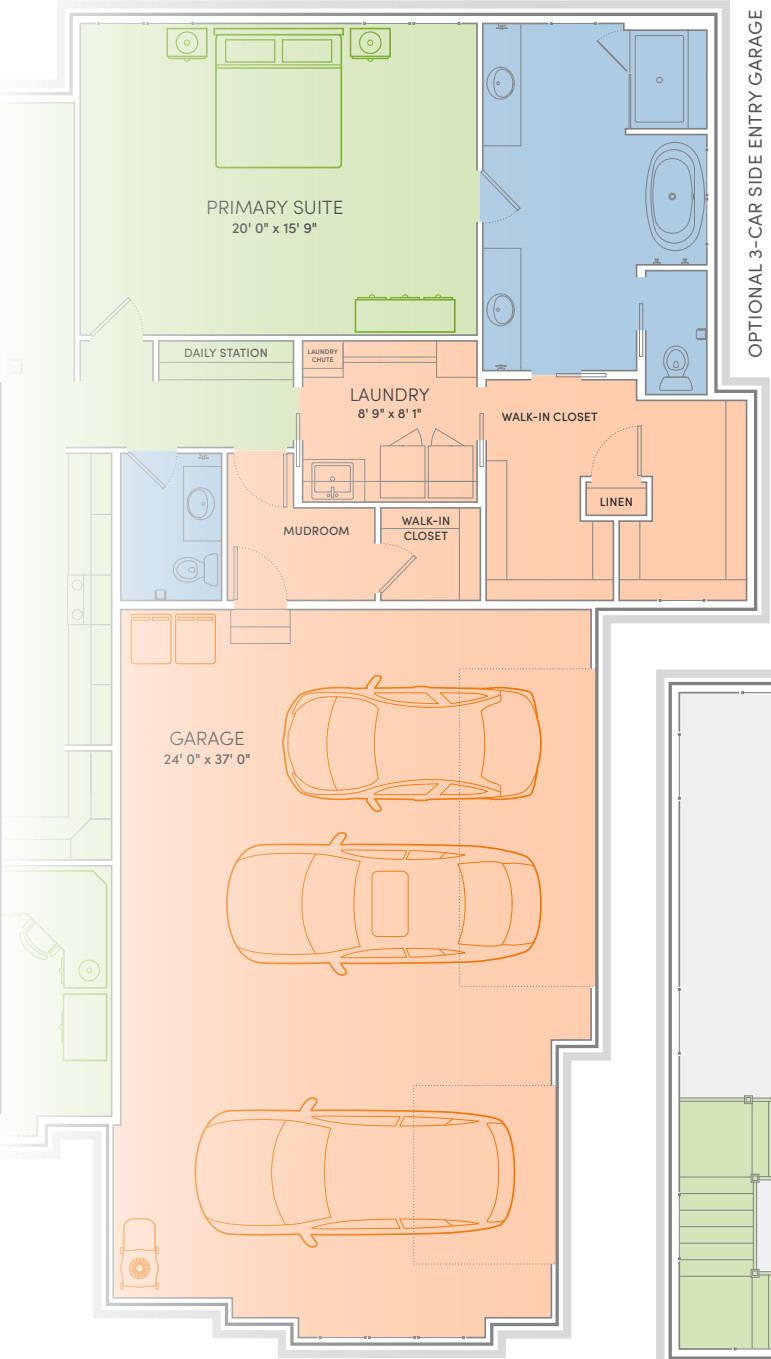 OPTIONAL 3-CAR SIDE ENTRY GARAGE
PRIMARY SUITE
20' 0" x 15' 9"
DAILY STATION
LAUNDRY
CHUTE
LAUNDRY
8' 9" x 8' 1"
WALK-IN CLOSET
LINEN
MUDROOM
WALK-IN
CLOSET
GARAGE
24' 0" x 37' 0"